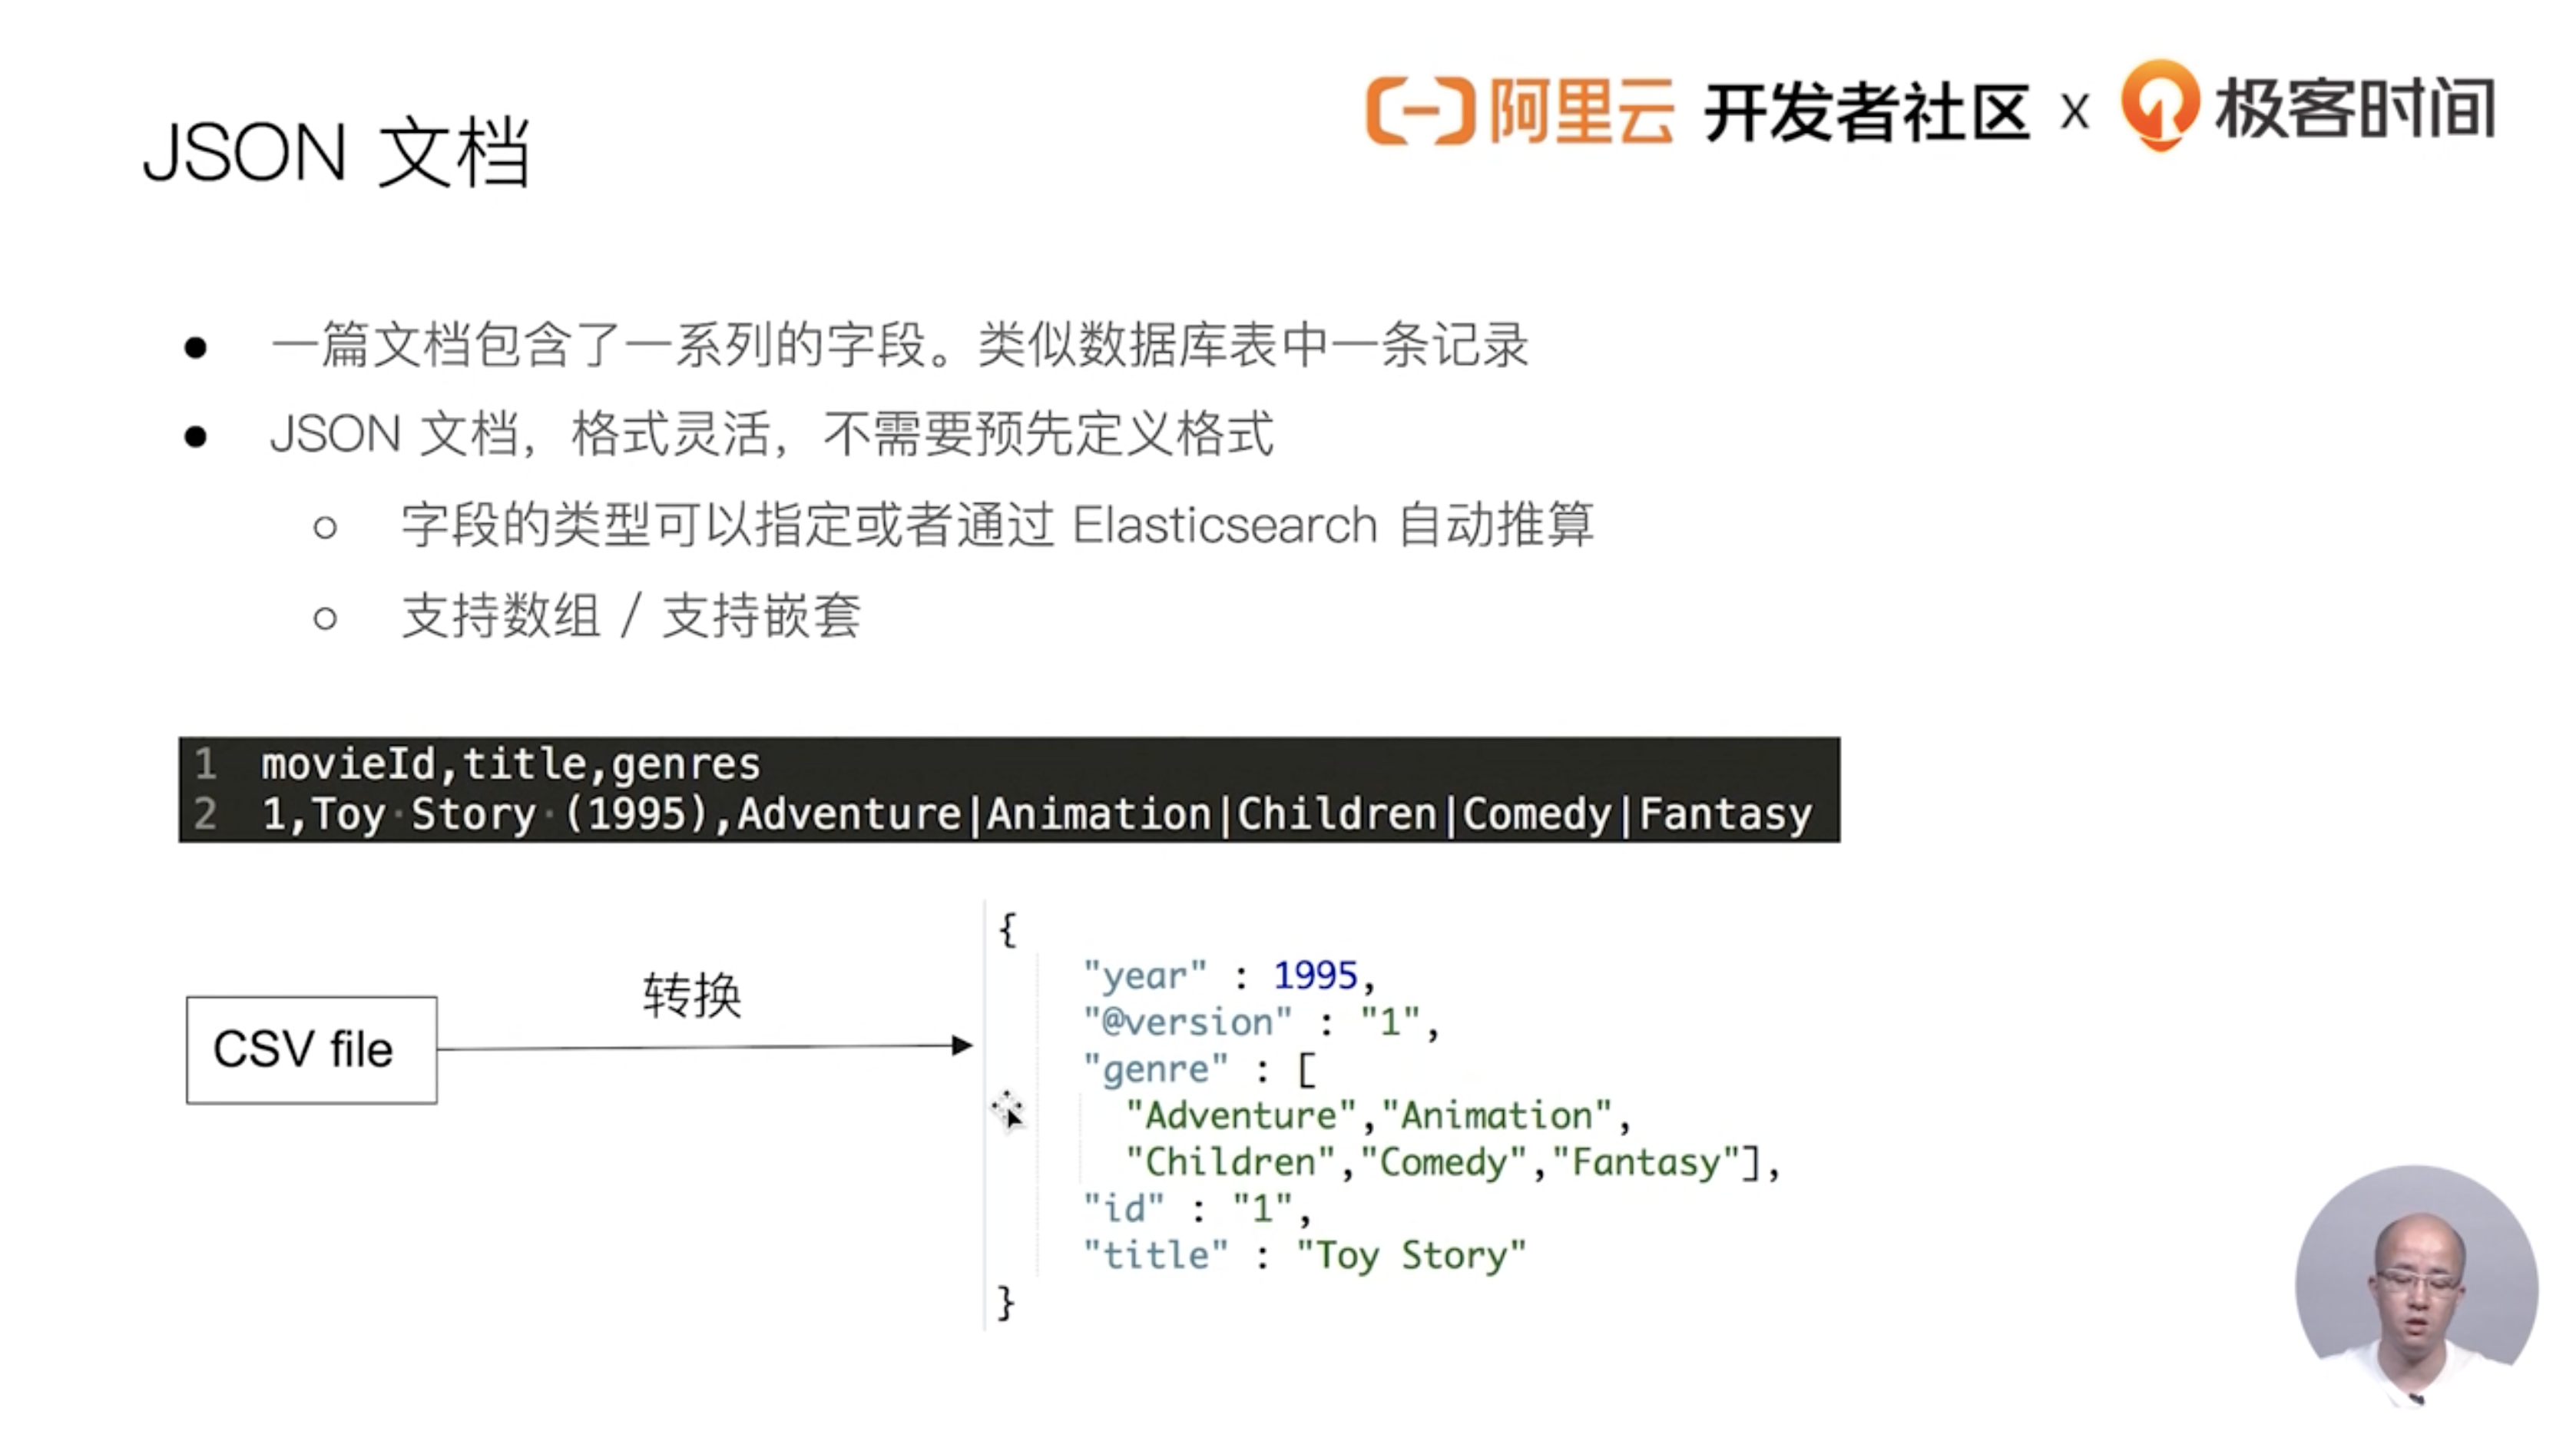 阿里云 开发者社区 X 极客时间
JSON 文档
● 一篇文档包含了一系列的字段。类似数据库表中一条记录
● JSON 文档，格式灵活，不需要预先定义格式
○ 字段的类型可以指定或者通过 Elasticsearch 自动推算
○ 支持数组 / 支持嵌套
1 movieId,title,genres
2 1,Toy·Story·(1995),Adventure|Animation|Children|Comedy|Fantasy
CSV file
转换
{
"year" : 1995,
"@version" : "1",
"genre" : [
"Adventure","Animation",
"Children","Comedy","Fantasy"],
"id" : "1",
"title" : "Toy Story"
}